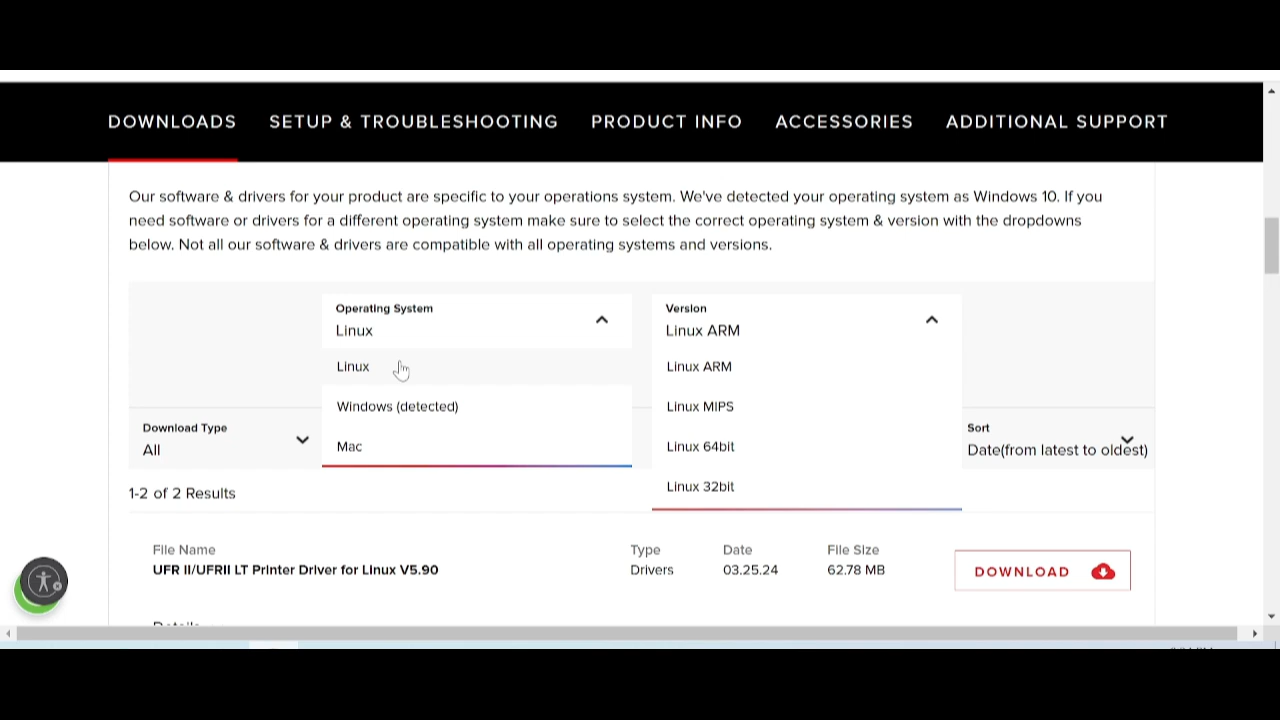 DOWNLOADS SETUP & TROUBLESHOOTING PRODUCT INFO ACCESSORIES ADDITIONAL SUPPORT
Our software & drivers for your product are specific to your operations system. We've detected your operating system as Windows 10. If you
need software or drivers for a different operating system make sure to select the correct operating system & version with the dropdowns
below. Not all our software & drivers are compatible with all operating systems and versions.
Operating System
Linux
Linux
Windows (detected)
Mac
Version
Linux ARM
Linux ARM
Linux MIPS
Linux 64bit
Linux 32bit
Download Type
All
Sort
Date(from latest to oldest)
1-2 of 2 Results
File Name
UFR II/UFRII LT Printer Driver for Linux V5.90
Type
Drivers
Date
03.25.24
File Size
62.78 MB
DOWNLOAD